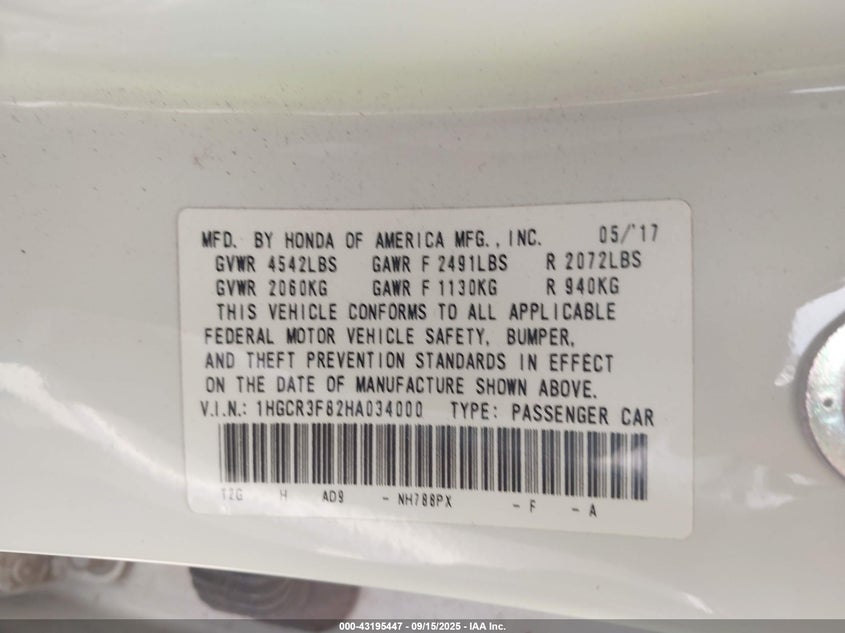 MFD. BY HONDA OF AMERICA MFG., INC. 05/'17
GVWR 4542LBS GAWR F 2491LBS R 2072LBS
GVWR 2060KG GAWR F 1130KG R 940KG
THIS VEHICLE CONFORMS TO ALL APPLICABLE
FEDERAL MOTOR VEHICLE SAFETY, BUMPER,
AND THEFT PREVENTION STANDARDS IN EFFECT
ON THE DATE OF MANUFACTURE SHOWN ABOVE.
V.I.N.: 1HGCR3F82HA034000 TYPE: PASSENGER CAR
T2G H AD9 - NH788PX - F - A
000-43195447 - 09/15/2025 - IAA Inc.